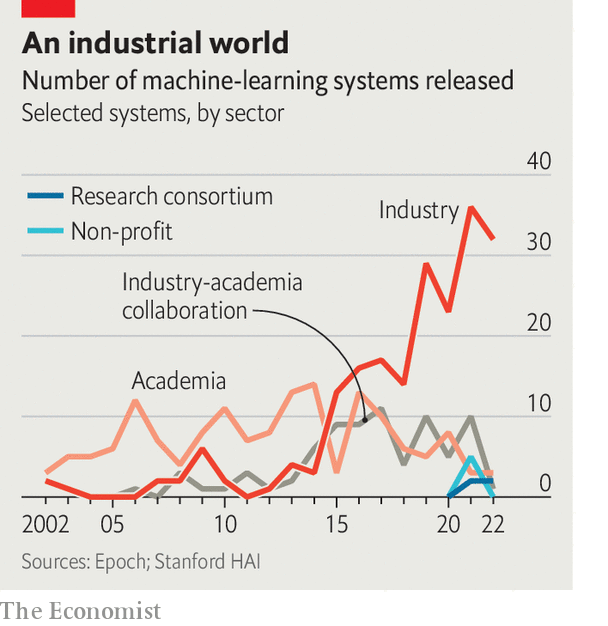 An industrial world
Number of machine-learning systems released
Selected systems, by sector
40
Research consortium
Industry
Non-profit
30
Industry-academia
collaboration
20
Academia
10
0
2002 05 10 15 20 22
Sources: Epoch; Stanford HAI
The Economist